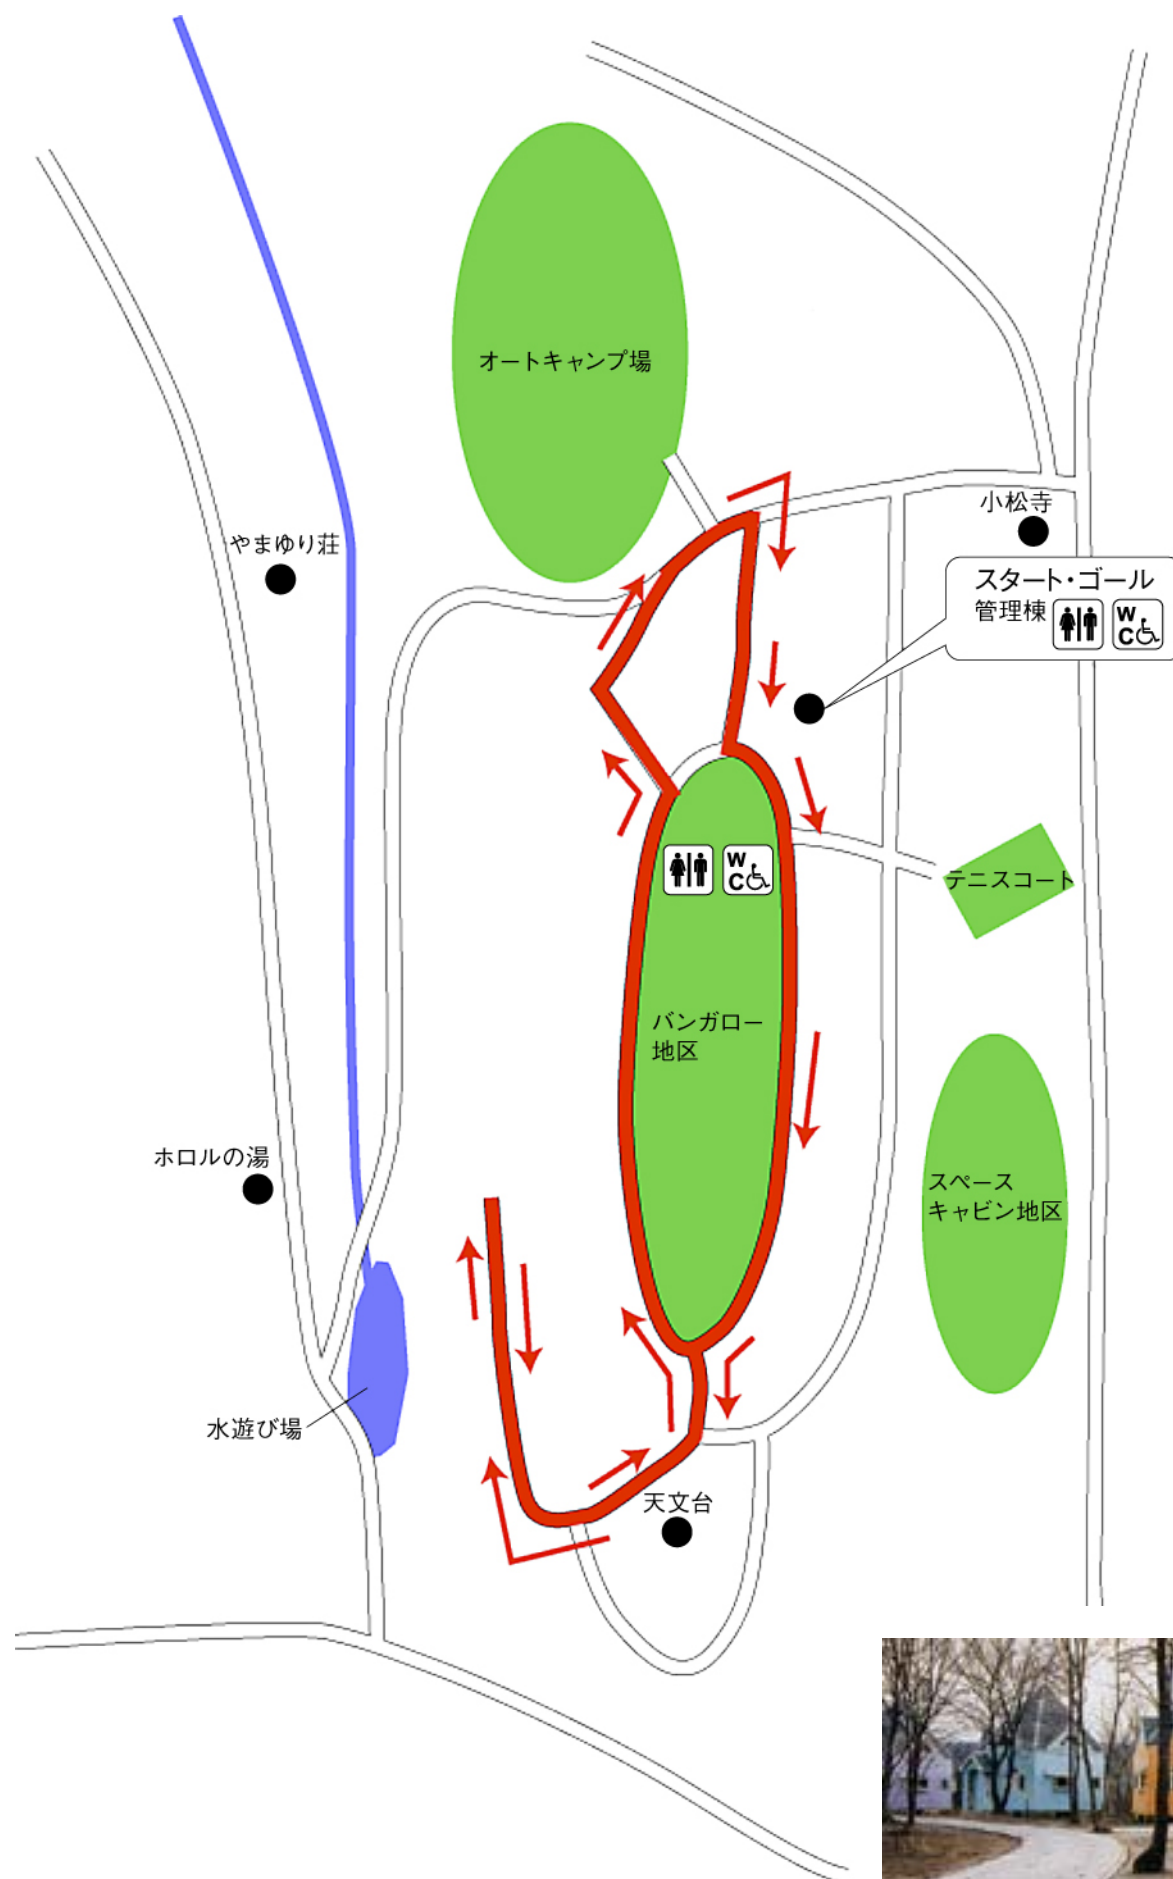 オートキャンプ場
小松寺
やまゆり荘
スタート・ゴール
管理棟
W
C
W
C
テニスコート
バンガロー
地区
ホロルの湯
スペース
キャビン地区
水遊び場
天文台